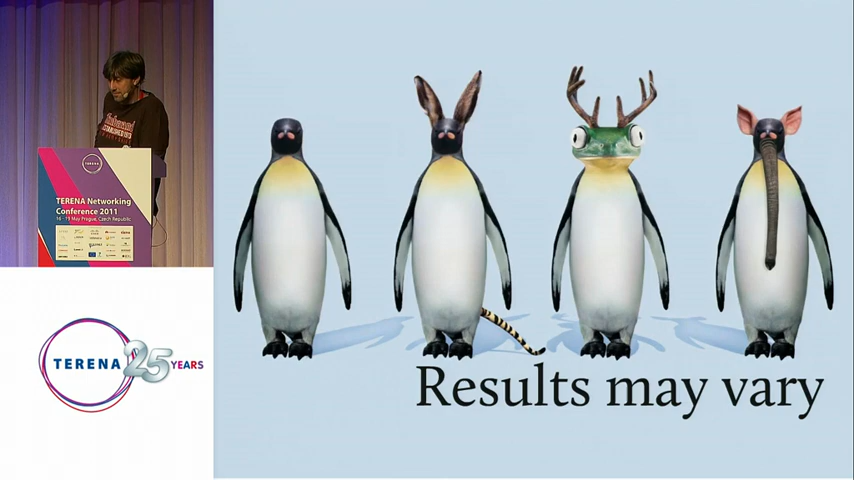 TERENA
TERENA Networking
Conference 2011
16 - 19 May Prague, Czech Republic
TERENA 25 YEARS
Results may vary